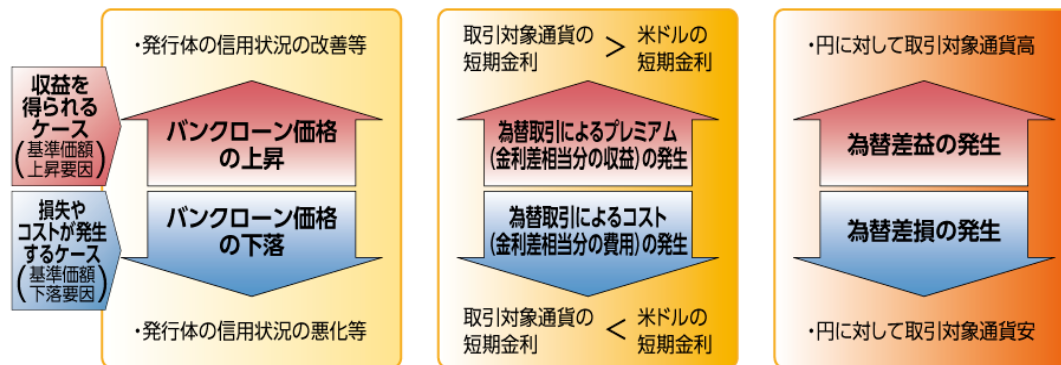 収益を
得られる
ケース
(基準価額
上昇要因)
損失や
コストが発生
するケース
(基準価額
下落要因)
・発行体の信用状況の改善等
バンクローン価格
の上昇
バンクローン価格
の下落
・発行体の信用状況の悪化等
取引対象通貨の
短期金利
>
米ドルの
短期金利
為替取引によるプレミアム
(金利差相当分の収益)の発生
為替取引によるコスト
(金利差相当分の費用)の発生
取引対象通貨の
短期金利
<
米ドルの
短期金利
・円に対して取引対象通貨高
為替差益の発生
為替差損の発生
・円に対して取引対象通貨安